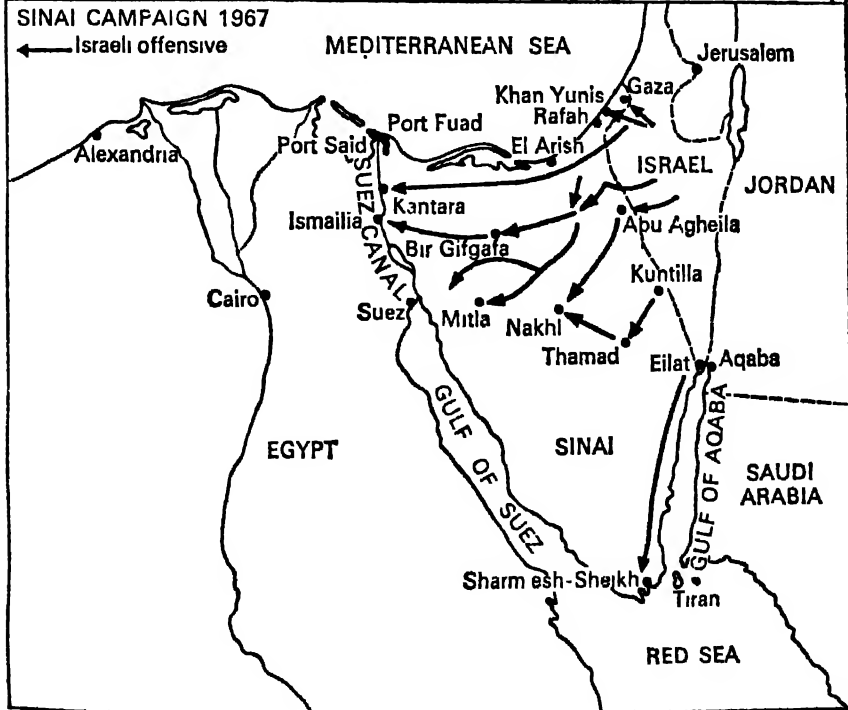 SINAI CAMPAIGN 1967
Israeli offensive
MEDITERRANEAN SEA
Jerusalem
Gaza
Khan Yunis
Rafah
Port Fuad
El Arish
Port Said
Alexandria
ISRAEL
JORDAN
SUEZ CANAL
Kantara
Ismailia
Abu Agheila
Bir Gifgafa
Kuntilla
Cairo
Suez
Mitla
Nakhl
Thamad
Eilat
Aqaba
GULF OF SUEZ
GULF OF AQABA
EGYPT
SINAI
SAUDI
ARABIA
Sharm esh-Sheikh
Tiran
RED SEA